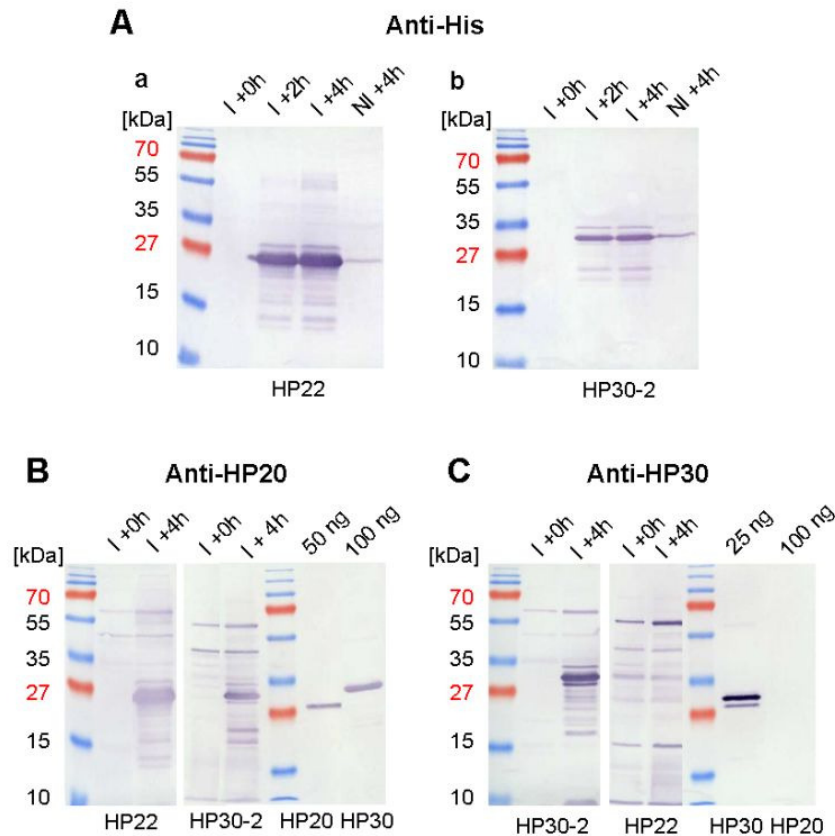 A Anti-His
a b
I +0h I +2h I +4h NI +4h I +0h I +2h I +4h NI +4h
[kDa] [kDa]
70 70
55 55
35 35
27 27
15 15
10 10
HP22 HP30-2
B Anti-HP20 C Anti-HP30
I +0h I +4h I +0h I +4h 50 ng 100 ng I +0h I +4h I +0h I +4h 25 ng 100 ng
[kDa] [kDa]
70 70
55 55
35 35
27 27
15 15
10 10
HP22 HP30-2 HP20 HP30 HP30-2 HP22 HP30 HP20